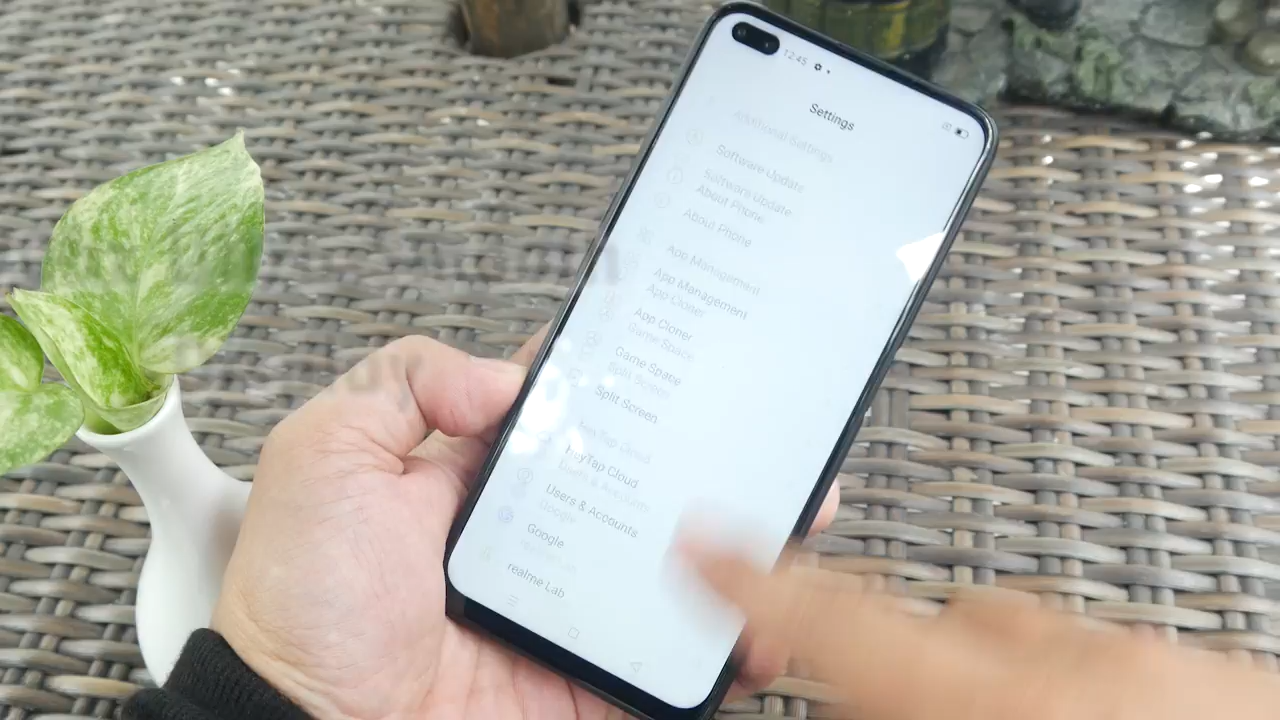 12:45
Settings
Additional Settings
Software Update
Software Update
About Phone
About Phone
App Management
App Management
App Cloner
App Cloner
Game Space
Game Space
Split Screen
Split Screen
HeyTap Cloud
HeyTap Cloud
Users & Accounts
Users & Accounts
Google
Google
realme Lab
realme Lab